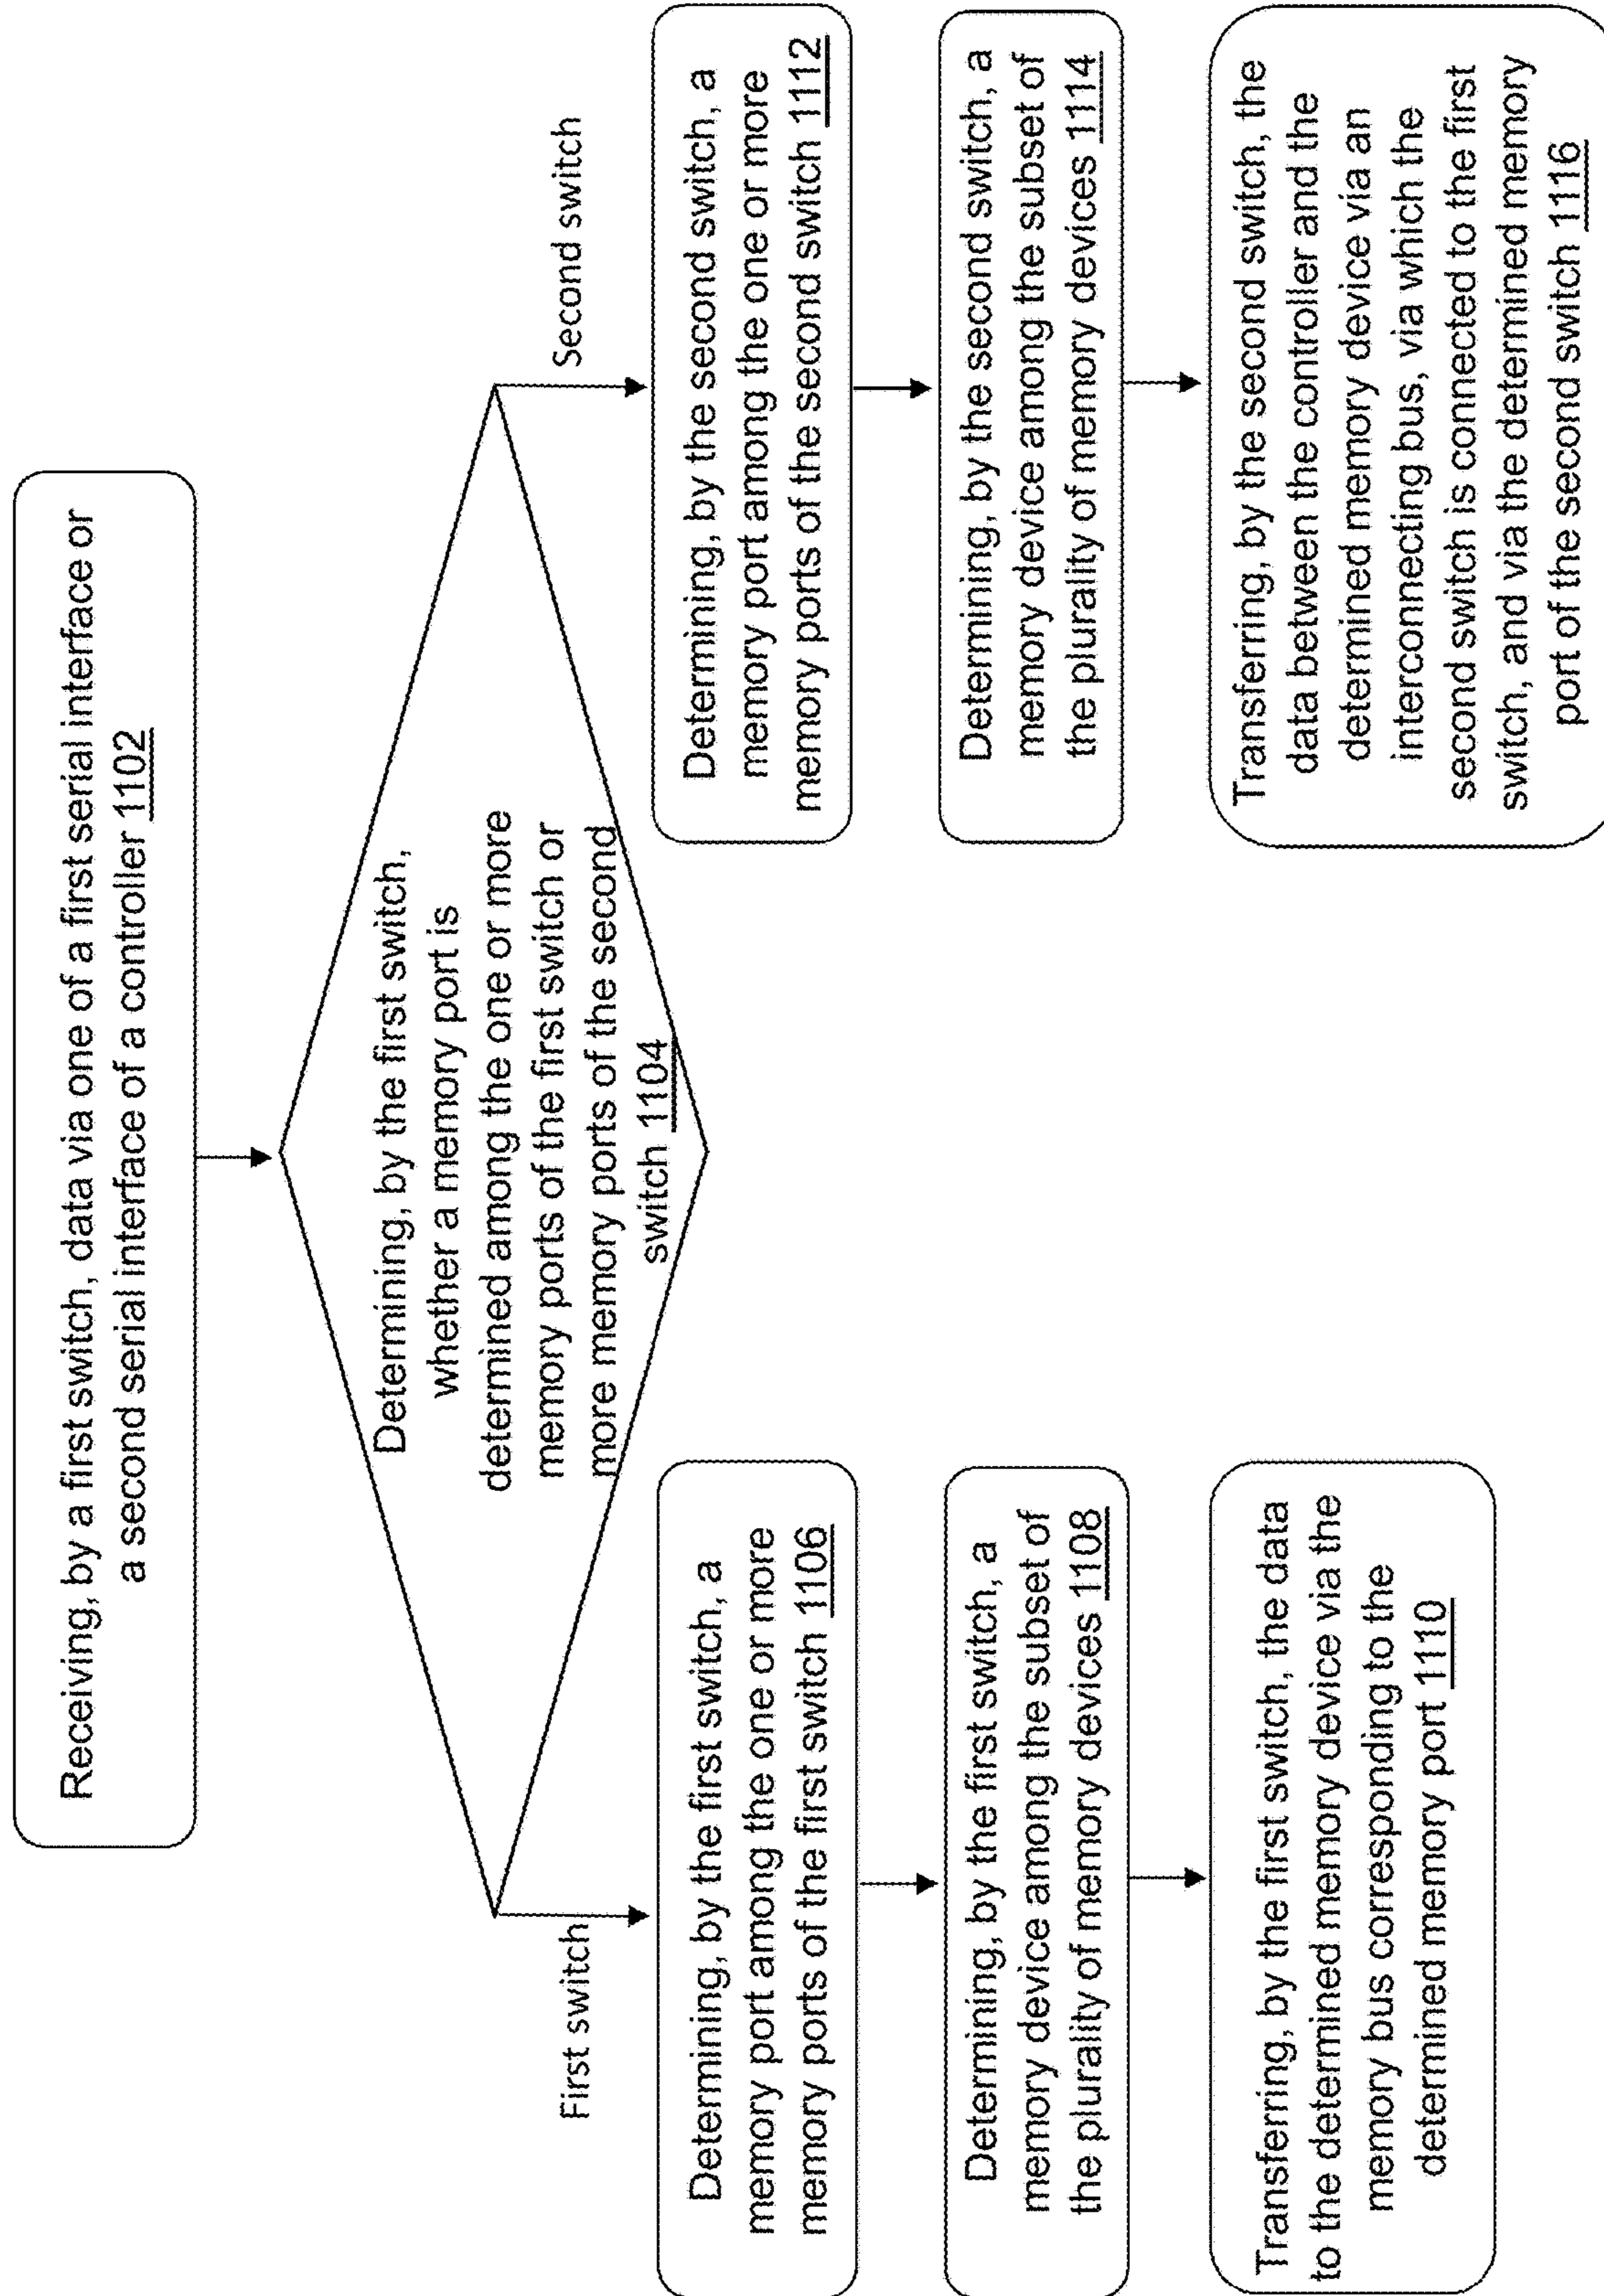 Receiving, by a first switch, data via one of a first serial interface or
a second serial interface of a controller 1102
Determining, by the first switch,
whether a memory port is
determined among the one or more
memory ports of the first switch or
more memory ports of the second
switch 1104
First switch
Determining, by the first switch, a
memory port among the one or more
memory ports of the first switch 1106
Determining, by the first switch, a
memory device among the subset of
the plurality of memory devices 1108
Transferring, by the first switch, the data
to the determined memory device via the
memory bus corresponding to the
determined memory port 1110
Second switch
Determining, by the second switch, a
memory port among the one or more
memory ports of the second switch 1112
Determining, by the second switch, a
memory device among the subset of
the plurality of memory devices 1114
Transferring, by the second switch, the
data between the controller and the
determined memory device via an
interconnecting bus, via which the
second switch is connected to the first
switch, and via the determined memory
port of the second switch 1116